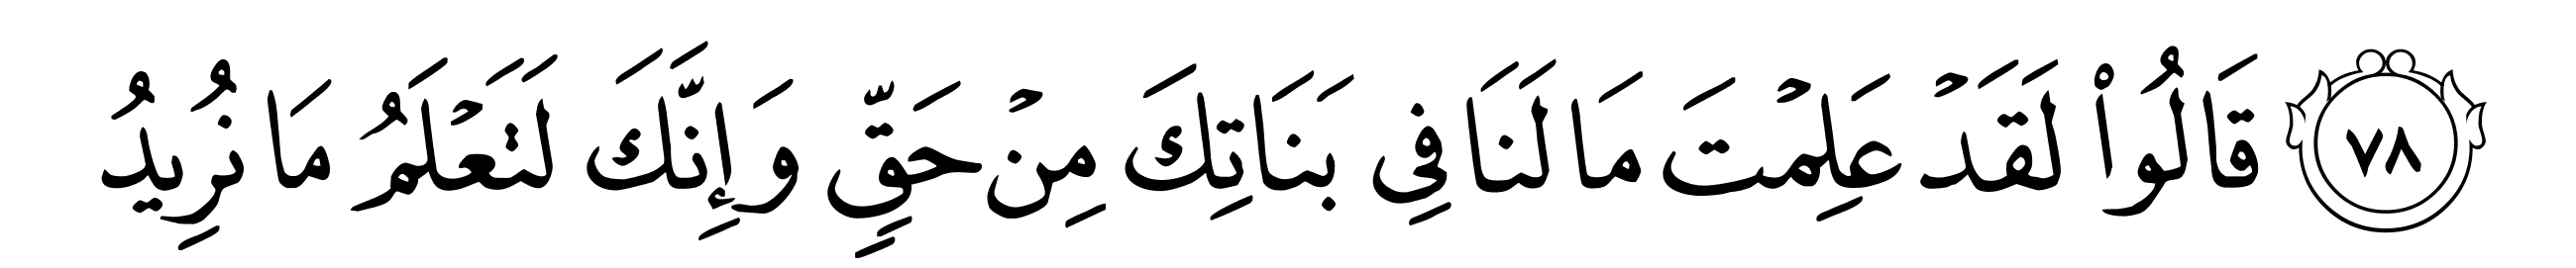 ٧٨ قَالُواْ لَقَدْ عَلِمْتَ مَا لَنَا فِي بَنَاتِكَ مِنْ حَقٍّ وَإِنَّكَ لَتَعْلَمُ مَا نُرِيدُ